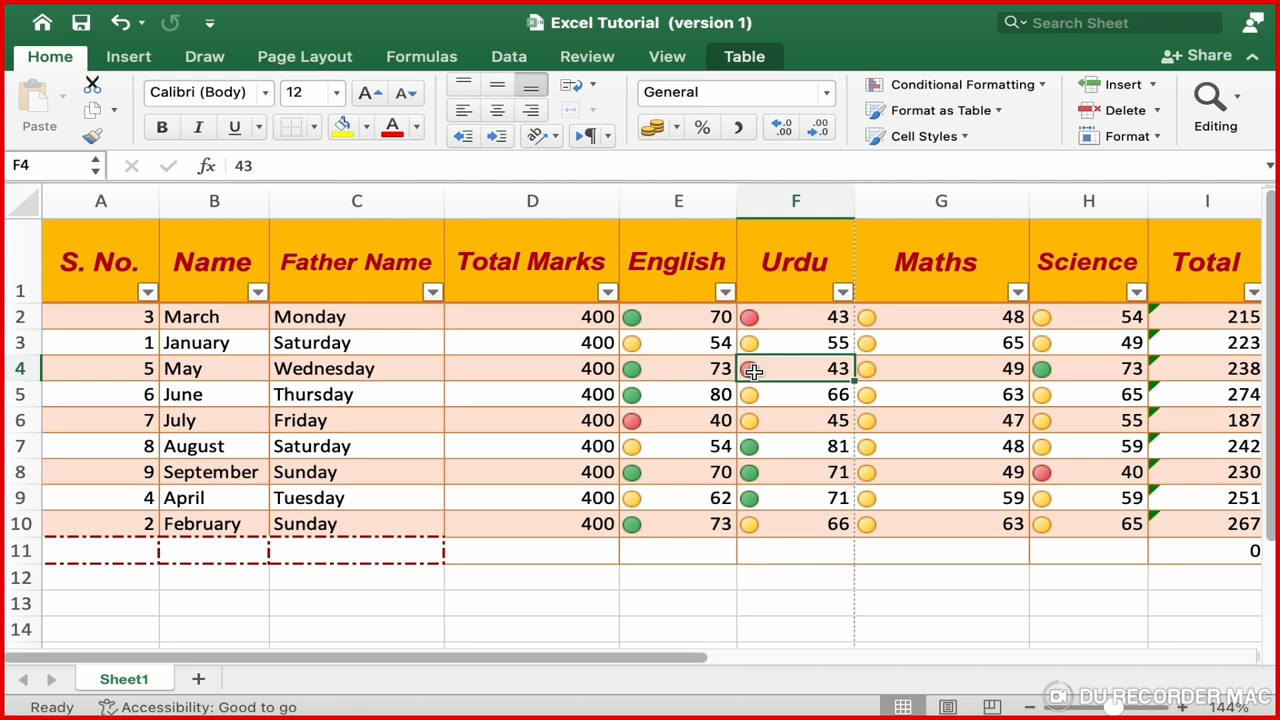 Excel Tutorial (version 1)
Search Sheet
Home Insert Draw Page Layout Formulas Data Review View Table Share
Paste
Calibri (Body) 12
B I U A
General
% 
Conditional Formatting
Format as Table
Cell Styles
Insert
Delete
Format
Editing
F4 fx 43
A B C D E F G H I
1 S. No. Name Father Name Total Marks English Urdu Maths Science Total
2 3 March Monday 400 70 43 48 54 215
3 1 January Saturday 400 54 55 65 49 223
4 5 May Wednesday 400 73 43 49 73 238
5 6 June Thursday 400 80 66 63 65 274
6 7 July Friday 400 40 45 47 55 187
7 8 August Saturday 400 54 81 48 59 242
8 9 September Sunday 400 70 71 49 40 230
9 4 April Tuesday 400 62 71 59 59 251
10 2 February Sunday 400 73 66 63 65 267
11 0
12
13
14
Sheet1 +
Ready Accessibility: Good to go
DU RECORDER MAC
144%